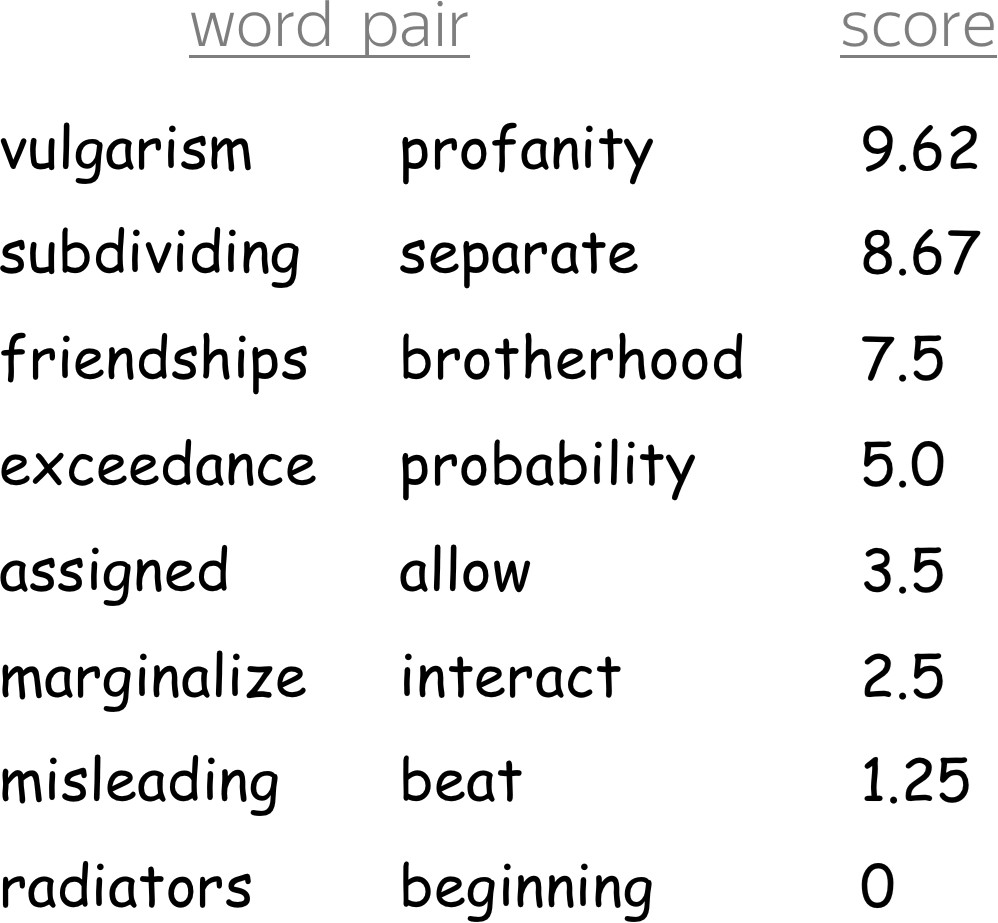 word pair score
vulgarism profanity 9.62
subdividing separate 8.67
friendships brotherhood 7.5
exceedance probability 5.0
assigned allow 3.5
marginalize interact 2.5
misleading beat 1.25
radiators beginning 0